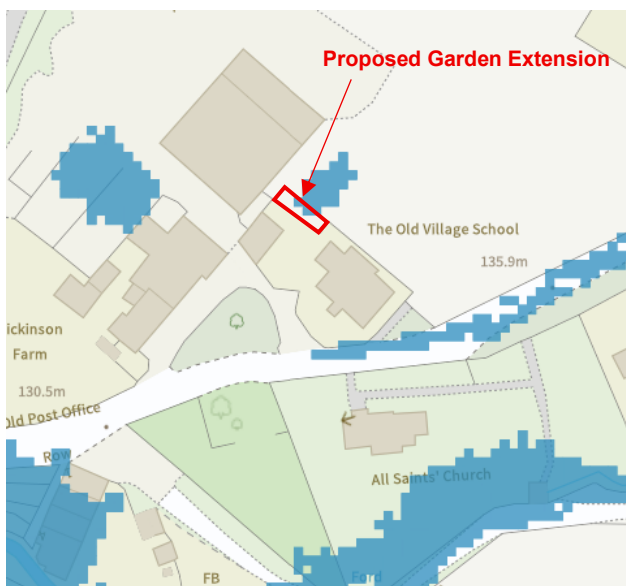 Proposed Garden Extension
The Old Village School
135.9m
ickinson
Farm
130.5m
Old Post Office
Row
All Saints' Church
FB
Ford